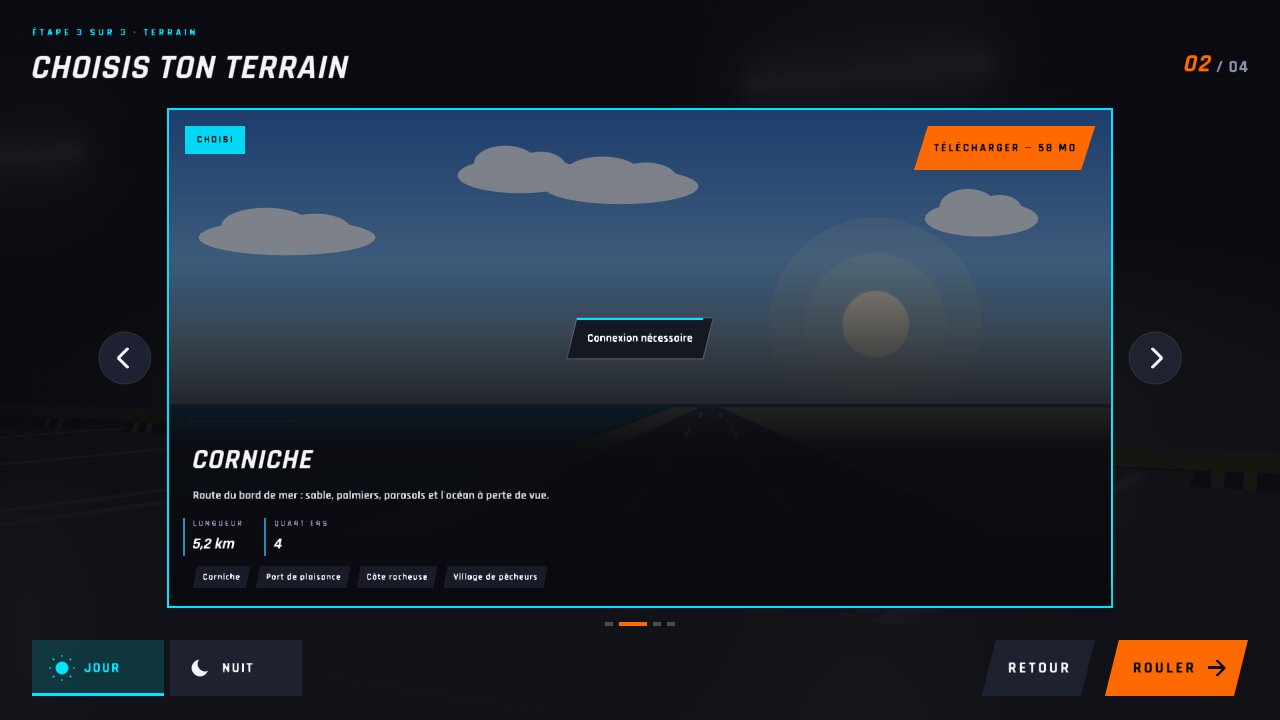 ÉTAPE 3 SUR 3 · TERRAIN
CHOISIS TON TERRAIN
02 / 04
CHOISI
TÉLÉCHARGER — 58 MO
Connexion nécessaire
CORNICHE
Route du bord de mer : sable, palmiers, parasols et l'océan à perte de vue.
LONGUEUR
QUARTIERS
5,2 km
4
Corniche
Port de plaisance
Côte rocheuse
Village de pêcheurs
JOUR
NUIT
RETOUR
ROULER